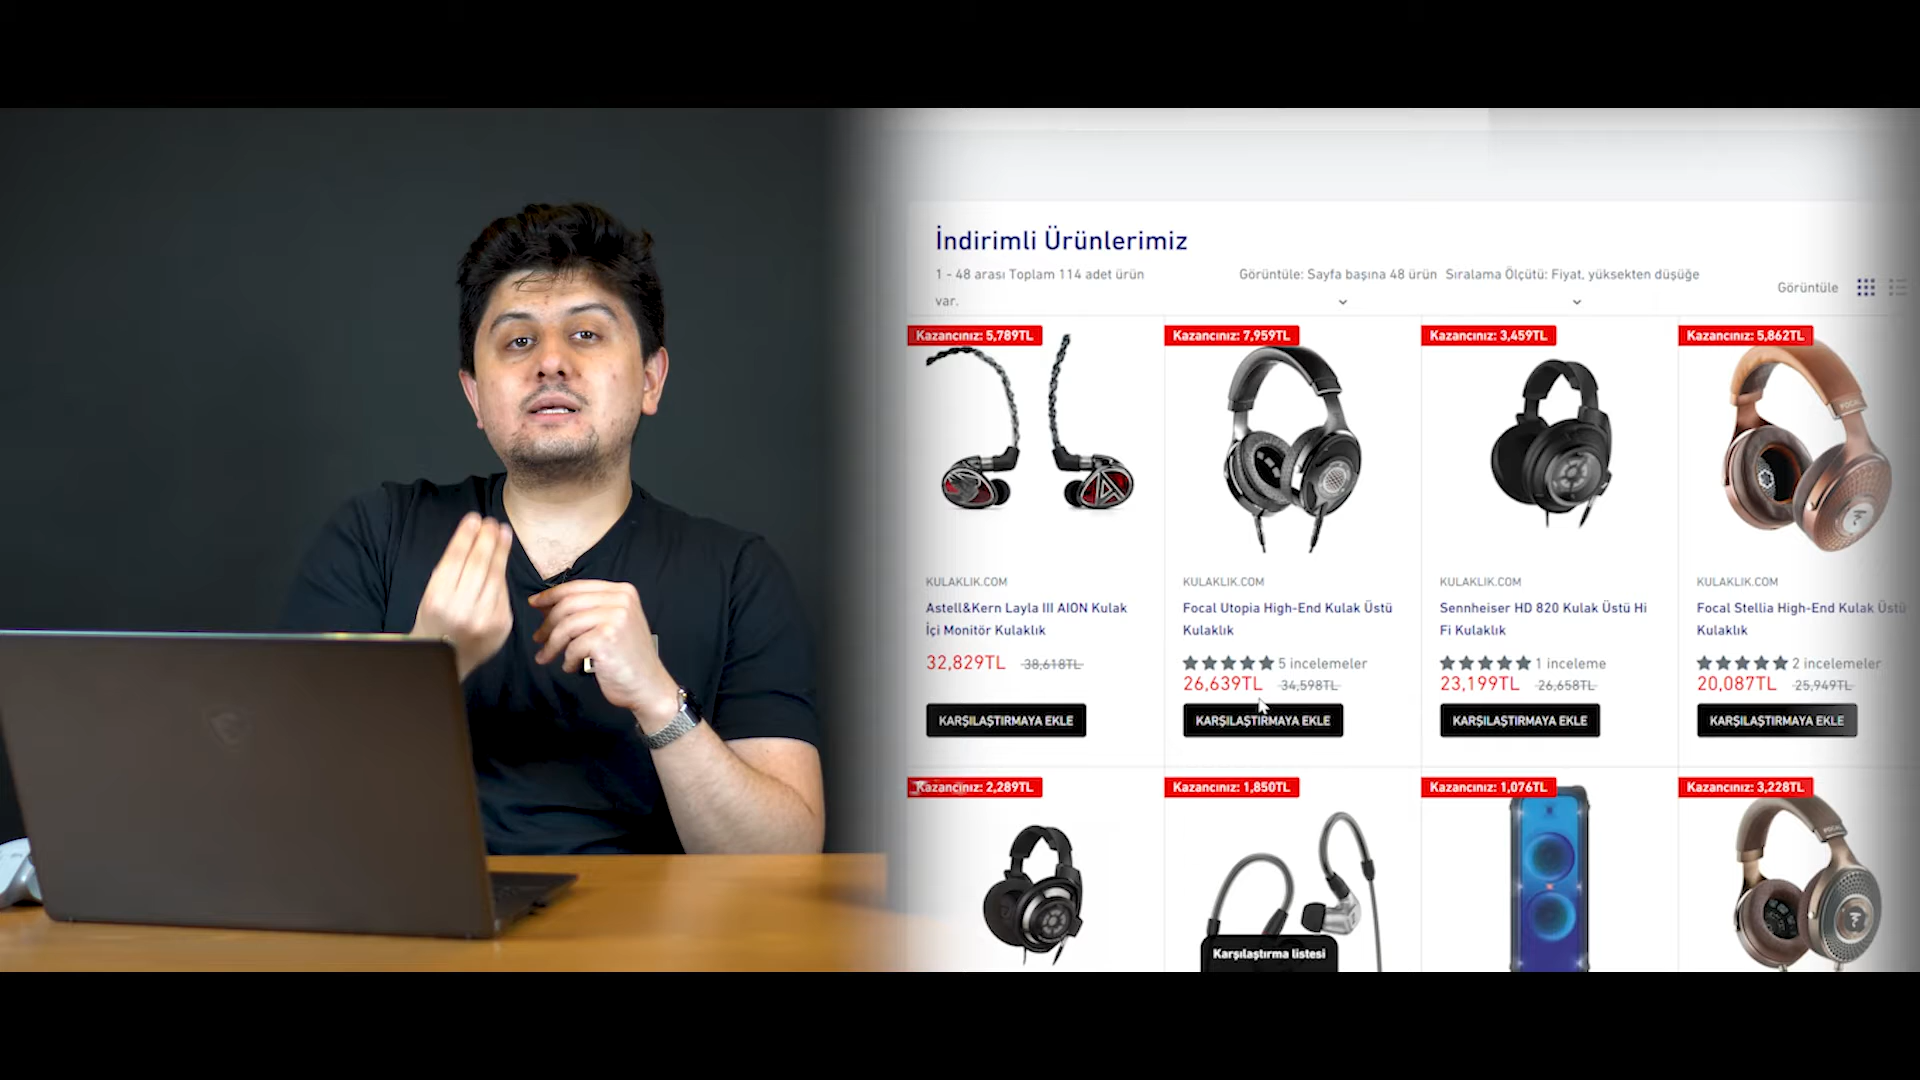 İndirimli Ürünlerimiz
1 - 48 arası Toplam 114 adet ürün
var.
Görüntüle: Sayfa başına 48 ürün
Sıralama Ölçütü: Fiyat, yüksekten düşüğe
Görüntüle
Kazancınız: 5,789TL
Kazancınız: 7,959TL
Kazancınız: 3,459TL
Kazancınız: 5,862TL
KULAKLIK.COM
Astell&Kern Layla III AION Kulak
İçi Monitör Kulaklık
32,829TL 38,618TL
KARŞILAŞTIRMAYA EKLE
KULAKLIK.COM
Focal Utopia High-End Kulak Üstü
Kulaklık
5 incelemeler
26,639TL 34,598TL
KARŞILAŞTIRMAYA EKLE
KULAKLIK.COM
Sennheiser HD 820 Kulak Üstü Hi
Fi Kulaklık
1 inceleme
23,199TL 26,658TL
KARŞILAŞTIRMAYA EKLE
KULAKLIK.COM
Focal Stellia High-End Kulak Üstü
Kulaklık
2 incelemeler
20,087TL 25,949TL
KARŞILAŞTIRMAYA EKLE
Kazancınız: 2,289TL
Kazancınız: 1,850TL
Kazancınız: 1,076TL
Kazancınız: 3,228TL
Karşılaştırma listesi